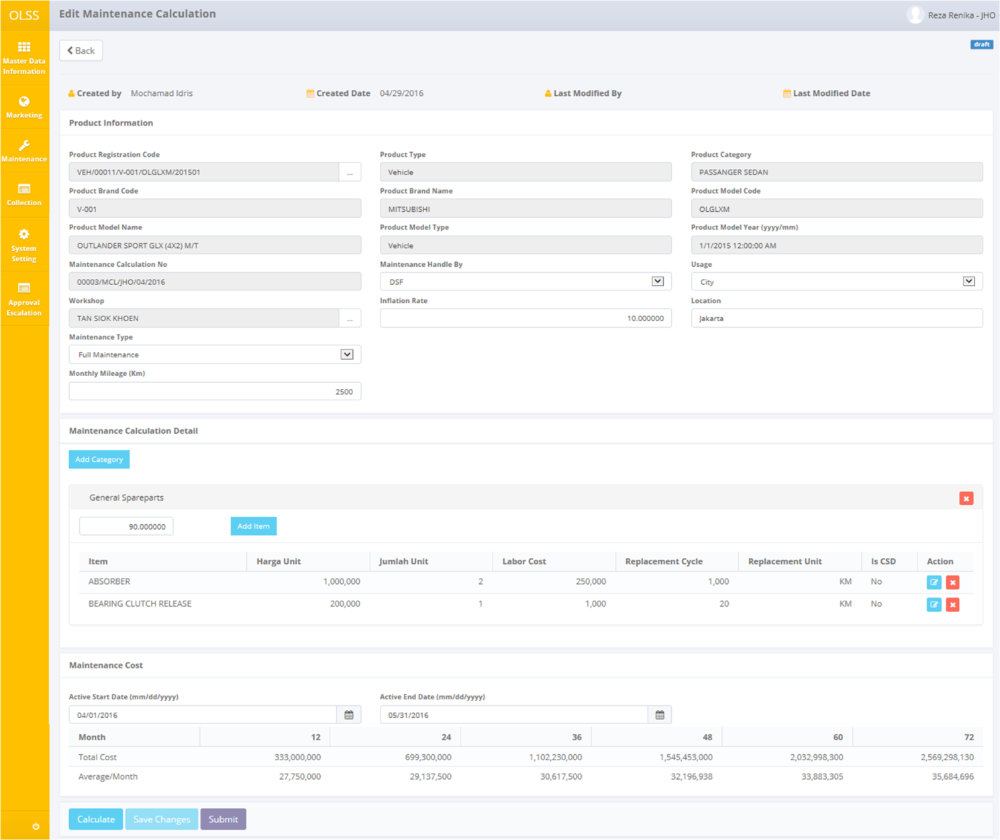 OLSS
Edit Maintenance Calculation
Reza Renika - JHO
Master Data
Information
Marketing
Maintenance
Collection
System
Setting
Approval
Escalation
Back
draft
Created by Mochamad Idris Created Date 04/29/2016 Last Modified By Last Modified Date
Product Information
Product Registration Code Product Type Product Category
VEH/00011/V-001/OLGLXM/201501 ... Vehicle PASSANGER SEDAN
Product Brand Code Product Brand Name Product Model Code
V-001 MITSUBISHI OLGLXM
Product Model Name Product Model Type Product Model Year (yyyy/mm)
OUTLANDER SPORT GLX (4X2) M/T Vehicle 1/1/2015 12:00:00 AM
Maintenance Calculation No Maintenance Handle By Usage
00003/MCL/JHO/04/2016 DSF City
Workshop Inflation Rate Location
TAN SIOK KHOEN ... 10.000000 Jakarta
Maintenance Type
Full Maintenance
Monthly Mileage (Km)
2500
Maintenance Calculation Detail
Add Category
General Spareparts
90.000000 Add Item
Item Harga Unit Jumlah Unit Labor Cost Replacement Cycle Replacement Unit Is CSD Action
ABSORBER 1,000,000 2 250,000 1,000 KM No
BEARING CLUTCH RELEASE 200,000 1 1,000 20 KM No
Maintenance Cost
Active Start Date (mm/dd/yyyy) Active End Date (mm/dd/yyyy)
04/01/2016 05/31/2016
Month 12 24 36 48 60 72
Total Cost 333,000,000 699,300,000 1,102,230,000 1,545,453,000 2,032,998,300 2,569,298,130
Average/Month 27,750,000 29,137,500 30,617,500 32,196,938 33,883,305 35,684,696
Calculate Save Changes Submit